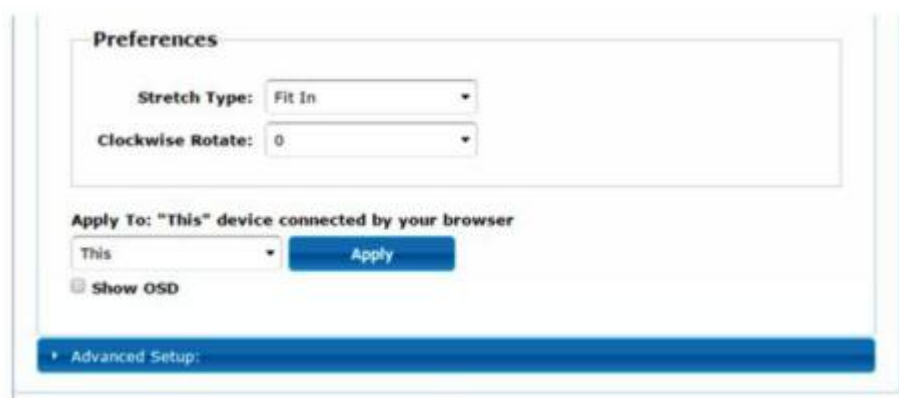 Preferences
Stretch Type: Fit In
Clockwise Rotate: 0
Apply To: "This" device connected by your browser
This Apply
Show OSD
Advanced Setup: